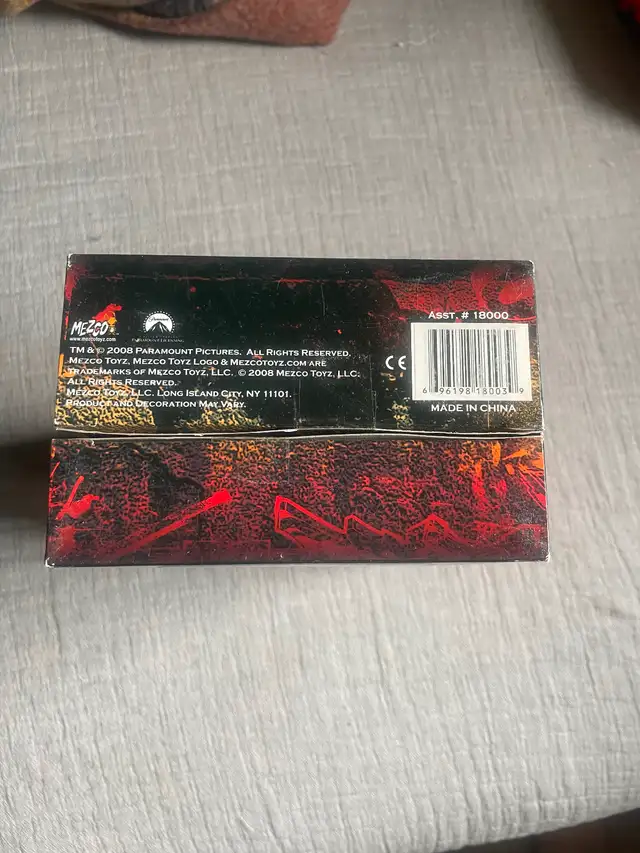 Asst. # 18000
MEZCO
www.mezcotoyz.com
Paramount
TM & © 2008 Paramount Pictures. All Rights Reserved.
Mezco Toyz, Mezco Toyz Logo & Mezcotoyz.com are
trademarks of Mezco Toyz, LLC. © 2008 Mezco Toyz, LLC.
All Rights Reserved.
Mezco Toyz, LLC. Long Island City, NY 11101.
Product and Decoration May Vary.
CE
6 96198 18003 9
MADE IN CHINA